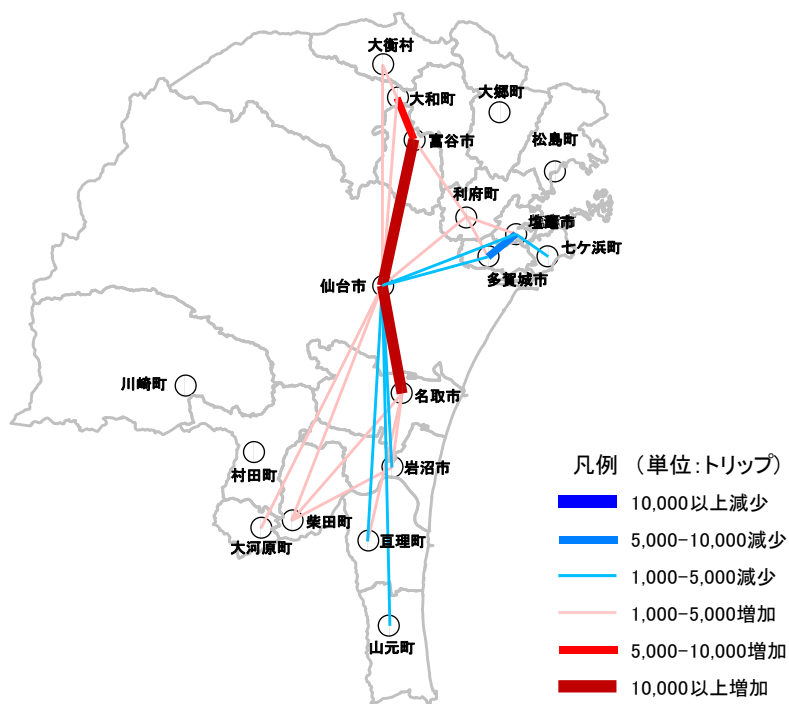 大衡村
大和町
大郷町
富谷市
松島町
利府町
塩竈市
七ケ浜町
多賀城市
仙台市
川崎町
名取市
村田町
岩沼市
柴田町
大河原町
亘理町
山元町
凡例 (単位:トリップ)
10,000以上減少
5,000-10,000減少
1,000-5,000減少
1,000-5,000増加
5,000-10,000増加
10,000以上増加